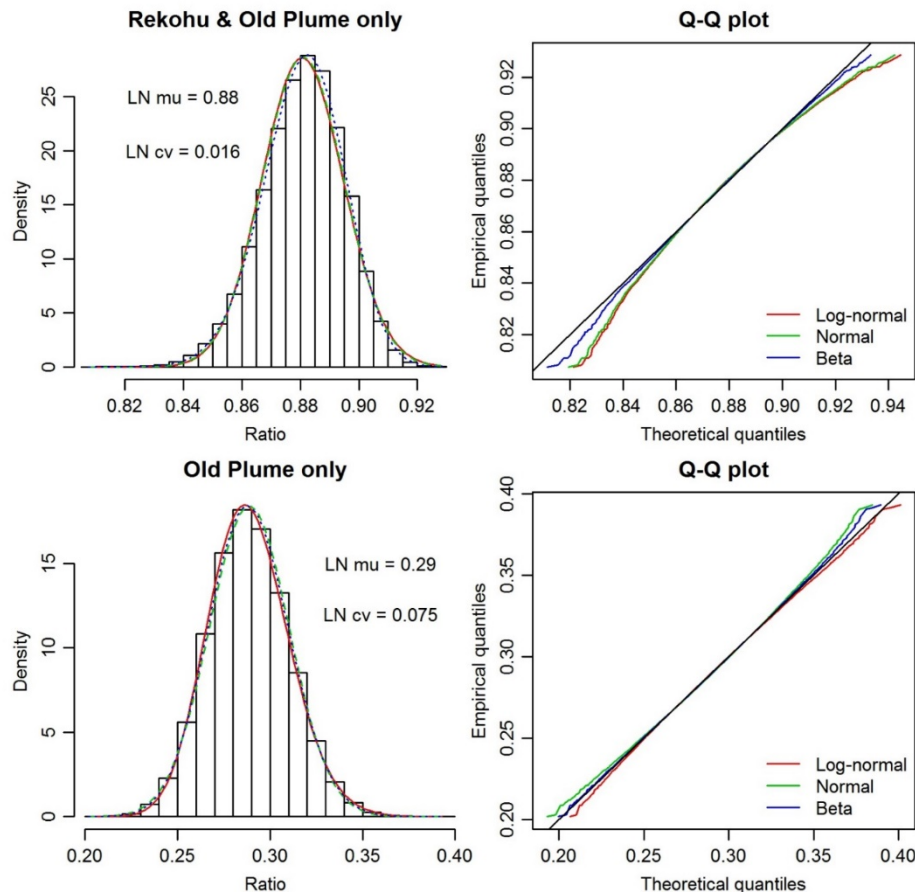 Rekohu & Old Plume only
LN mu = 0.88
LN cv = 0.016
Density
0 5 10 15 20 25
0.82 0.84 0.86 0.88 0.90 0.92
Ratio
Q-Q plot
Empirical quantiles
0.82 0.84 0.86 0.88 0.90 0.92
Log-normal
Normal
Beta
0.82 0.84 0.86 0.88 0.90 0.92 0.94
Theoretical quantiles
Old Plume only
LN mu = 0.29
LN cv = 0.075
Density
0 5 10 15
0.20 0.25 0.30 0.35 0.40
Ratio
Q-Q plot
Empirical quantiles
0.20 0.25 0.30 0.35 0.40
Log-normal
Normal
Beta
0.20 0.25 0.30 0.35 0.40
Theoretical quantiles